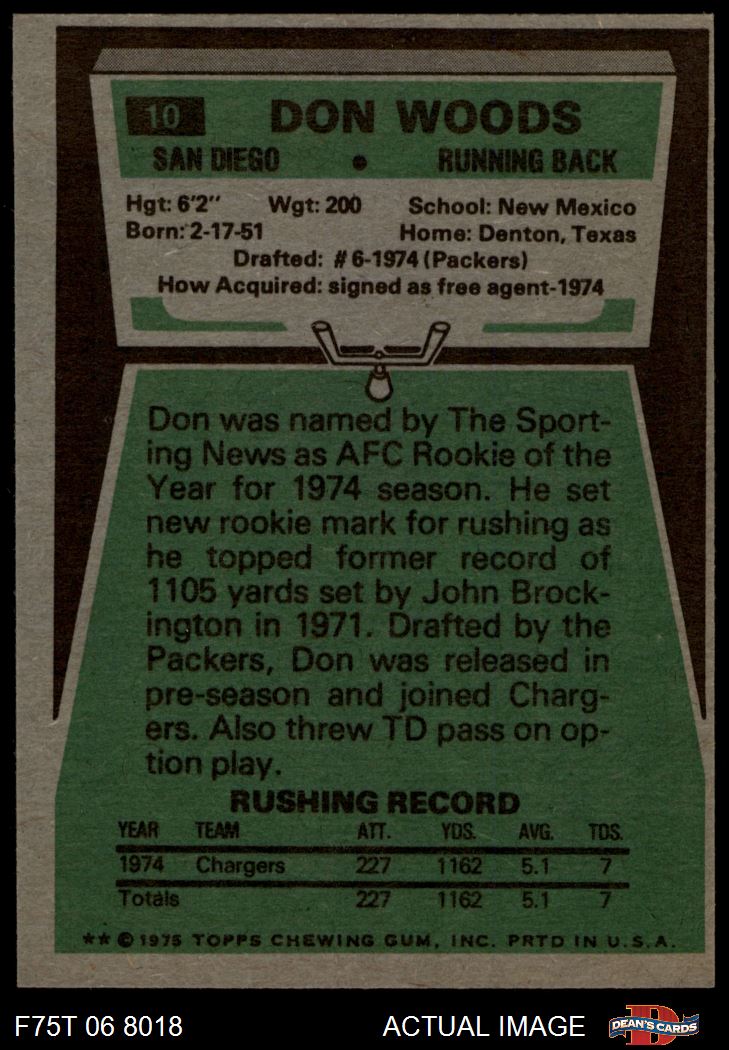 10 DON WOODS
SAN DIEGO • RUNNING BACK
Hgt: 6'2" Wgt: 200 School: New Mexico
Born: 2-17-51 Home: Denton, Texas
Drafted: #6-1974 (Packers)
How Acquired: signed as free agent-1974
Don was named by The Sport-
ing News as AFC Rookie of the
Year for 1974 season. He set
new rookie mark for rushing as
he topped former record of
1105 yards set by John Brock-
ington in 1971. Drafted by the
Packers, Don was released in
pre-season and joined Charg-
ers. Also threw TD pass on op-
tion play.
RUSHING RECORD
YEAR TEAM ATT. YDS. AVG. TDS.
1974 Chargers 227 1162 5.1 7
Totals 227 1162 5.1 7
**©1975 TOPPS CHEWING GUM, INC. PRTD IN U.S.A.
F75T 06 8018 ACTUAL IMAGE D DEAN'S CARDS